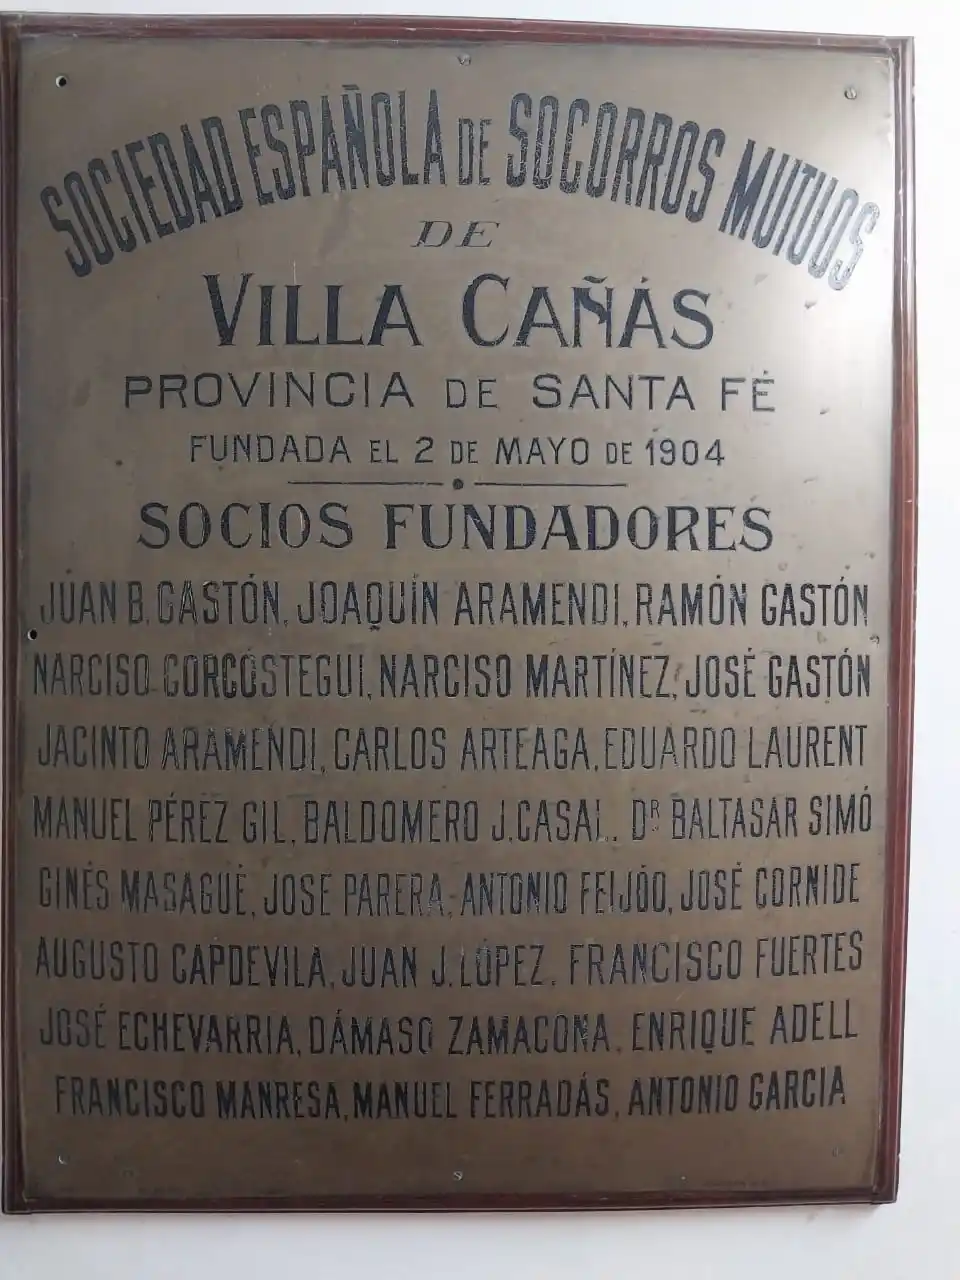 SOCIEDAD ESPAÑOLA DE SOCORROS MUTUOS
DE
VILLA CAÑÁS
PROVINCIA DE SANTA FÉ
FUNDADA EL 2 DE MAYO DE 1904
SOCIOS FUNDADORES
JUAN B. GASTÓN, JOAQUÍN ARAMENDI, RAMÓN GASTÓN
NARCISO GORCOSTEGUI, NARCISO MARTÍNEZ, JOSÉ GASTÓN
JACINTO ARAMENDI, CARLOS ARTEAGA, EDUARDO LAURENT
MANUEL PÉREZ GIL, BALDOMERO J. CASAL, DR BALTASAR SIMÓ
GINÉS MASAGUÉ, JOSE PARERA, ANTONIO FEIJÓO, JOSÉ CORNIDE
AUGUSTO CAPDEVILA, JUAN J. LÓPEZ, FRANCISCO FUERTES
JOSÉ ECHEVARRIA, DÁMASO ZAMACONA, ENRIQUE ADELL
FRANCISCO MANRESA, MANUEL FERRADÁS, ANTONIO GARCIA